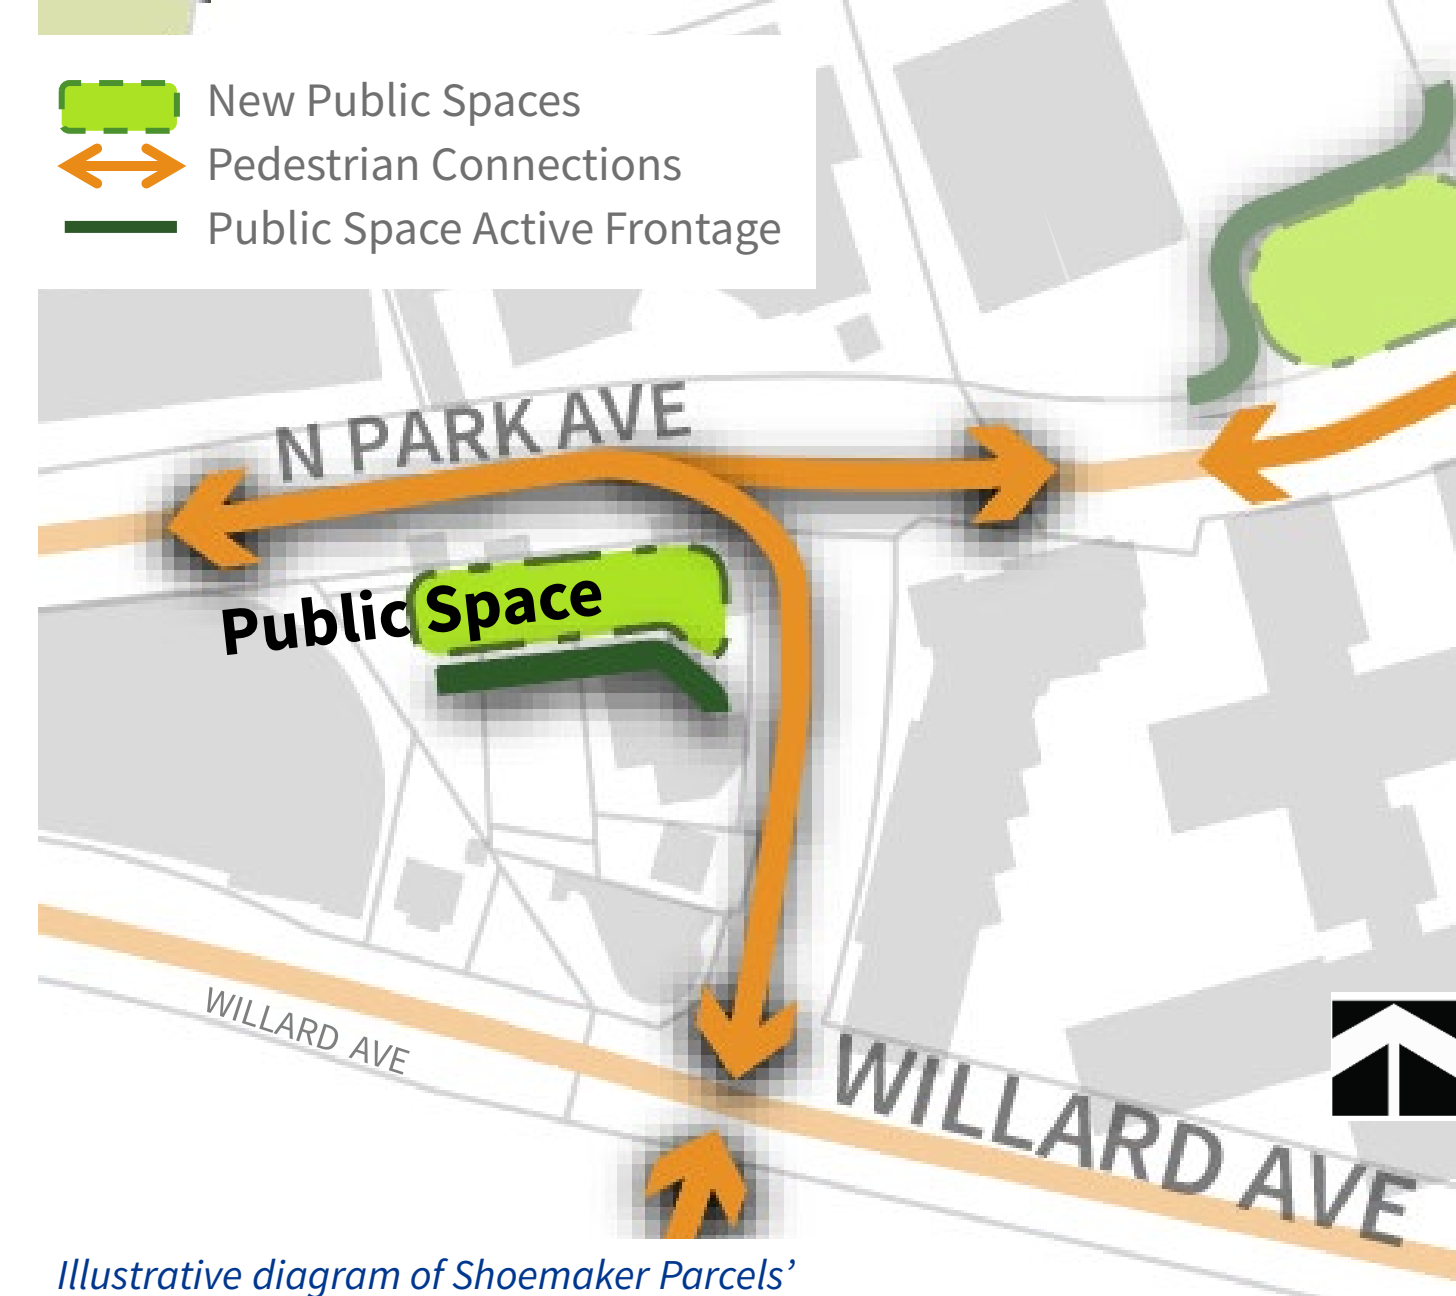 New Public Spaces
Pedestrian Connections
Public Space Active Frontage
N PARK AVE
Public Space
WILLARD AVE
WILLARD AVE
Illustrative diagram of Shoemaker Parcels’